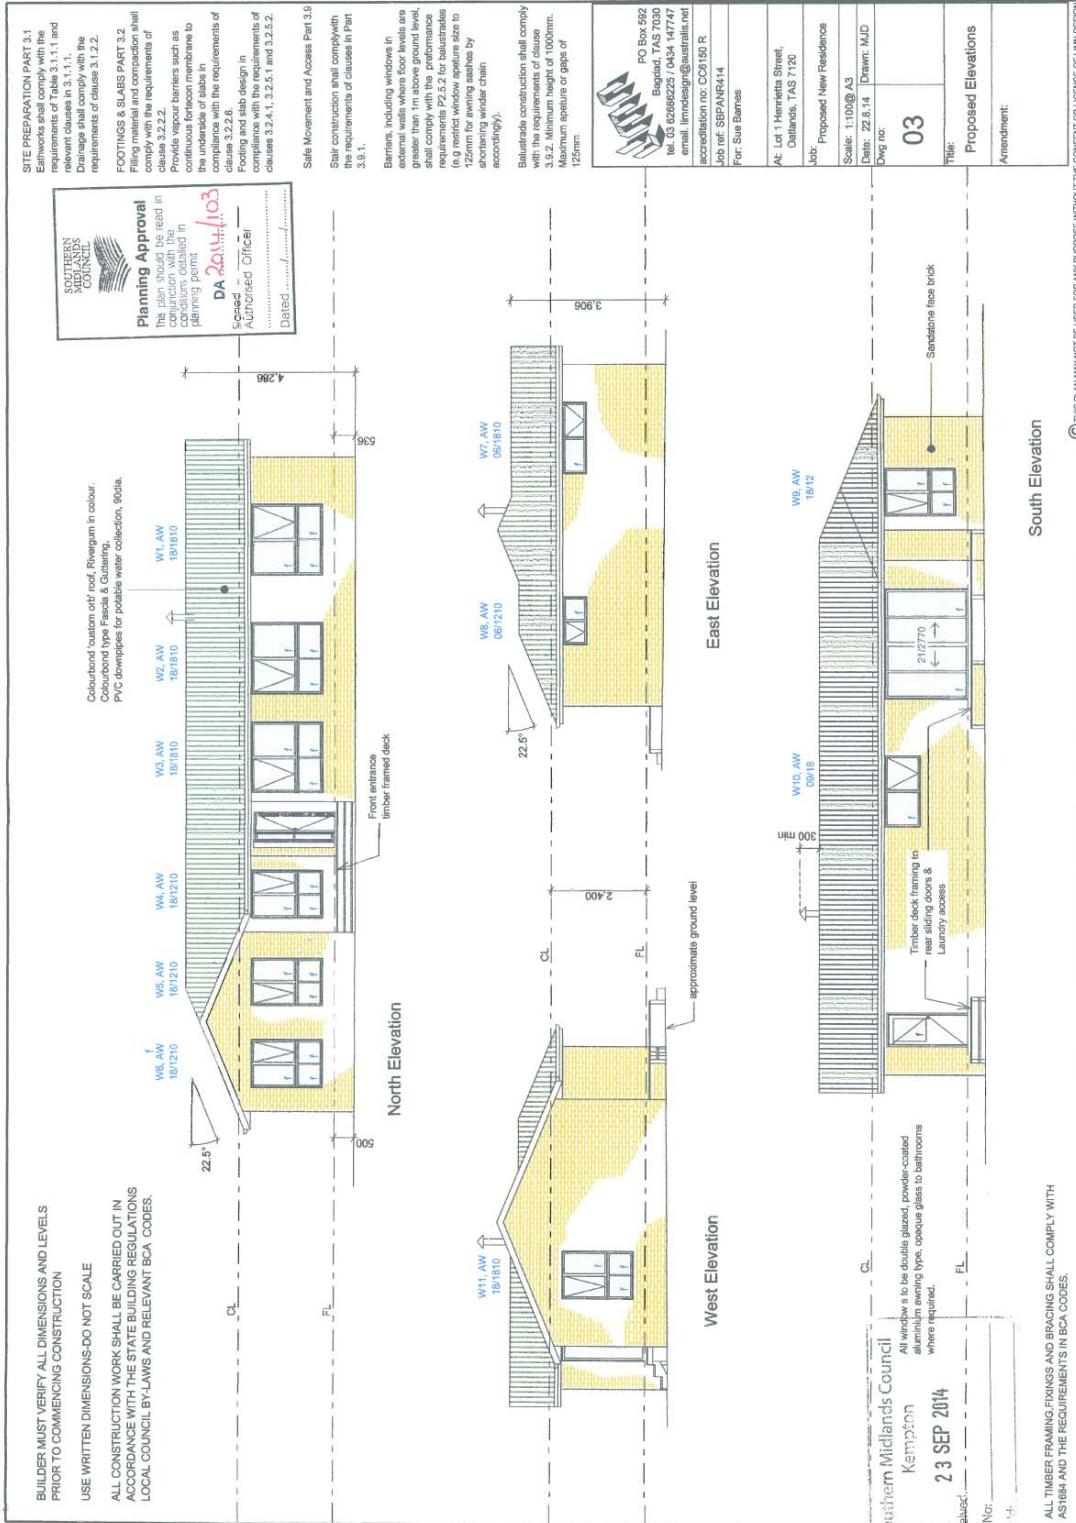 BUILDER MUST VERIFY ALL DIMENSIONS AND LEVELS
PRIOR TO COMMENCING CONSTRUCTION
USE WRITTEN DIMENSIONS-DO NOT SCALE
ALL CONSTRUCTION WORK SHALL BE CARRIED OUT IN
ACCORDANCE WITH THE STATE BUILDING REGULATIONS
LOCAL COUNCIL BY-LAWS AND RELEVANT BCA CODES.
Colourbond 'custom orb' roof, Rivergum in colour.
Colourbond type Fascia & Guttering.
PVC downpipes for potable water collection, 90dia.
SOUTHERN
MIDLANDS
COUNCIL
Planning Approval
This plan should be read in
conjunction with the
conditions detailed in
planning permit
DA 2014/103
Signed
Authorised Officer
Dated ....../....../......
22.5°
W6, AW
18/1210
f
W5, AW
18/1210
W4, AW
18/1210
W3, AW
18/1810
W2, AW
18/1810
W1, AW
18/1810
CL
FL
500
4,286
536
f
f
f
f
f
f
f
f
f
f
f
Front entrance
timber framed deck
North Elevation
W11, AW
18/1810
f
f
CL
FL
2,400
approximate ground level
West Elevation
22.5°
W8, AW
06/1210
W7, AW
06/1810
f
f
3,906
East Elevation
CL
FL
W10, AW
09/18
300 min
W9, AW
18/12
f
f
f
f
f
f
21/2770
Timber deck framing to
rear sliding doors &
Laundry access
Sandstone face brick
South Elevation
All window s to be double glazed, powder-coated
aluminium awning type, opaque glass to bathrooms
where required.
uthern Midlands Council
Kempton
23 SEP 2014
No:
ALL TIMBER FRAMING,FIXINGS AND BRACING SHALL COMPLY WITH
AS1684 AND THE REQUIREMENTS IN BCA CODES.
SITE PREPARATION PART 3.1
Eathworks shall comply with the
requirements of Table 3.1.1.1 and
relevant clauses in 3.1.1.1.
Drainage shall comply with the
requirements of clause 3.1.2.2.
FOOTINGS & SLABS PART 3.2
Filling material and compaction shall
comply with the requirements of
clause 3.2.2.2.
Provide vapour barriers such as
continuous fortecon membrane to
the underside of slabs in
compliance with the requirements of
clause 3.2.2.6.
Footing and slab design in
compliance with the requirements of
clauses 3.2.4.1, 3.2.5.1 and 3.2.5.2.
Safe Movement and Access Part 3.9
Stair construction shall complywith
the requirements of clauses in Part
3.9.1.
Barriers, including windows in
external walls where floor levels are
greater than 1m above ground level,
shall comply with the preformance
requirements P2.5.2 for balustrades
(e.g restrict window apeture size to
125mm for awning sashes by
shortening winder chain
accordingly).
Balustrade construction shall comply
with the requirements of clause
3.9.2. Minimum height of 1000mm.
Maximum apeture or gaps of
125mm
PO Box 592
Bagdad, TAS 7030
tel. 03 62686225 / 0434 147747
email. limndesign@australis.net
accreditation no: CC6150 R
Job ref: SBPANR414
For: Sue Barnes
At: Lot 1 Henrietta Street,
Oatlands, TAS 7120
Job: Proposed New Residence
Scale: 1:100@ A3
Date: 22.8.14
Drawn: MJD
Dwg no:
03
Title:
Proposed Elevations
Amendment: